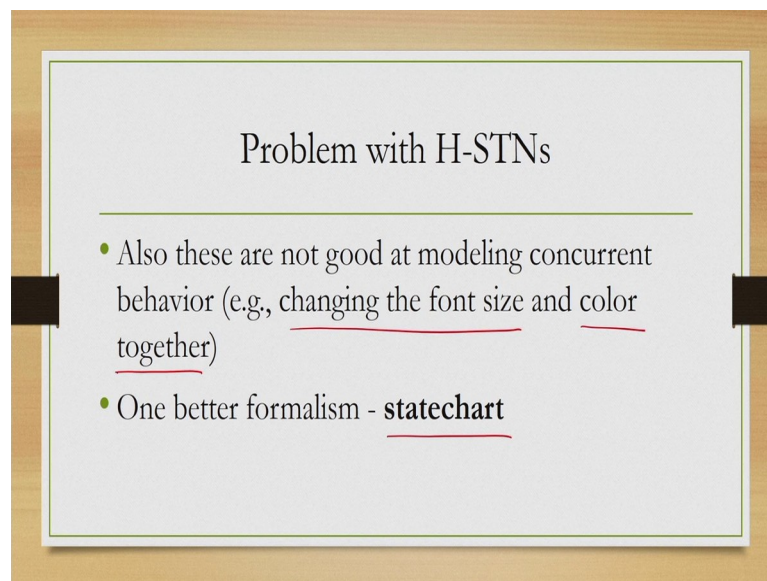 Problem with H-STNs
• Also these are not good at modeling concurrent
behavior (e.g., changing the font size and color
together)
• One better formalism - statechart